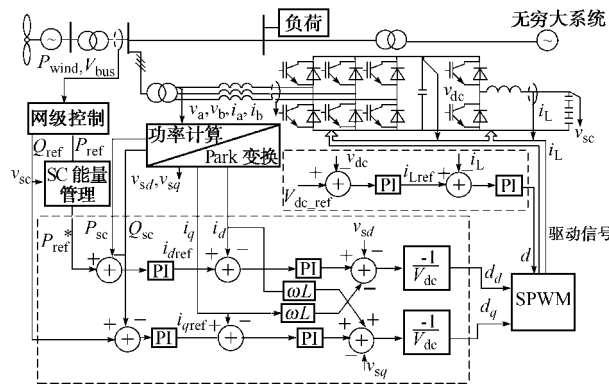 负荷
无穷大系统
~
~
P_wind,V_bus
网级控制
v_a,v_b,i_a,i_b
v_dc
i_L
v_sc
功率计算
Park 变换
Q_ref
P_ref
v_sc
SC 能量
管理
v_sd,v_sq
v_dc
i_L
i_L
i_L
V_dc_ref
+
−
PI
i_Lref
+
−
PI
驱动信号
P_ref*
P_sc
Q_sc
i_q
i_d
v_sd
d
+
−
PI
i_dref
+
−
PI
+
−
−
-1
V_dc
d_d
ωL
ωL
SPWM
+
−
PI
i_qref
+
−
PI
+
+
−
-1
V_dc
d_q
v_sq